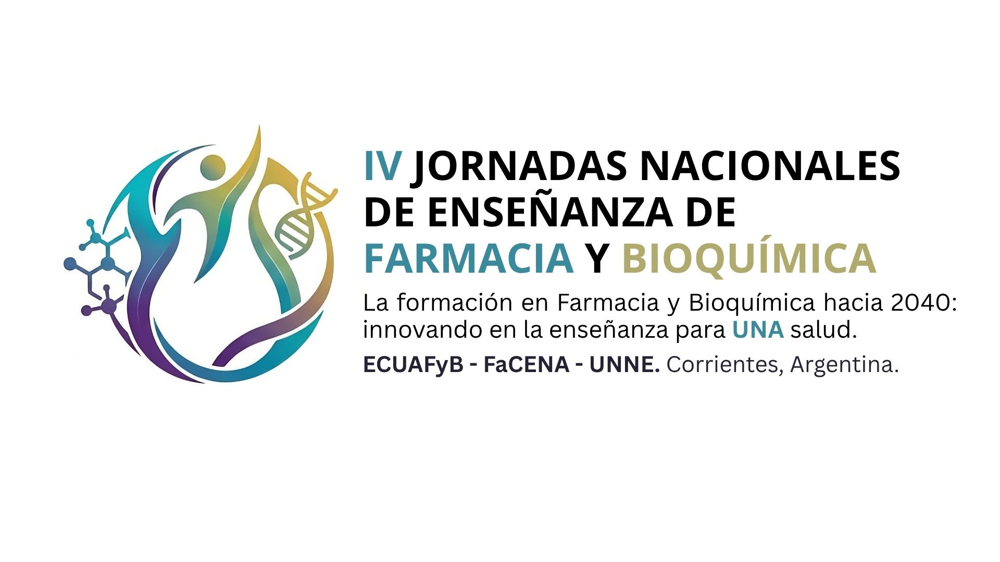 IV JORNADAS NACIONALES
DE ENSEÑANZA DE
FARMACIA Y BIOQUÍMICA
La formación en Farmacia y Bioquímica hacia 2040:
innovando en la enseñanza para UNA salud.
ECUAFyB - FaCENA - UNNE. Corrientes, Argentina.